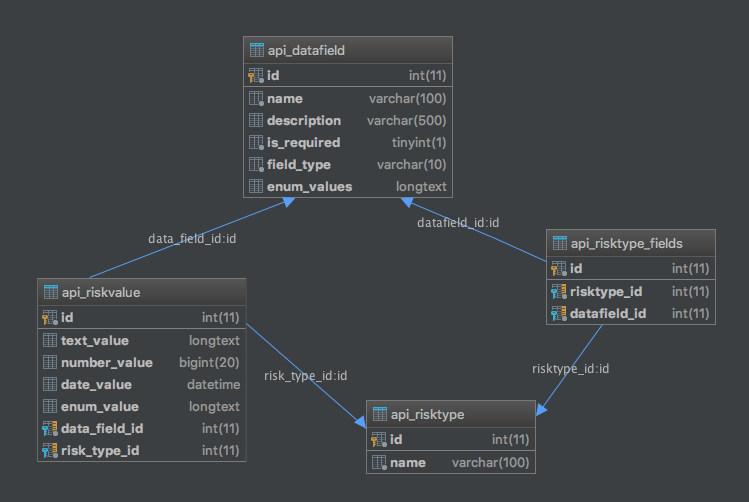 api_datafield
id int(11)
name varchar(100)
description varchar(500)
is_required tinyint(1)
field_type varchar(10)
enum_values longtext
data_field_id:id
datafield_id:id
api_risktype_fields
id int(11)
risktype_id int(11)
datafield_id int(11)
api_riskvalue
id int(11)
text_value longtext
number_value bigint(20)
date_value datetime
enum_value longtext
data_field_id int(11)
risk_type_id int(11)
risk_type_id:id
risktype_id:id
api_risktype
id int(11)
name varchar(100)